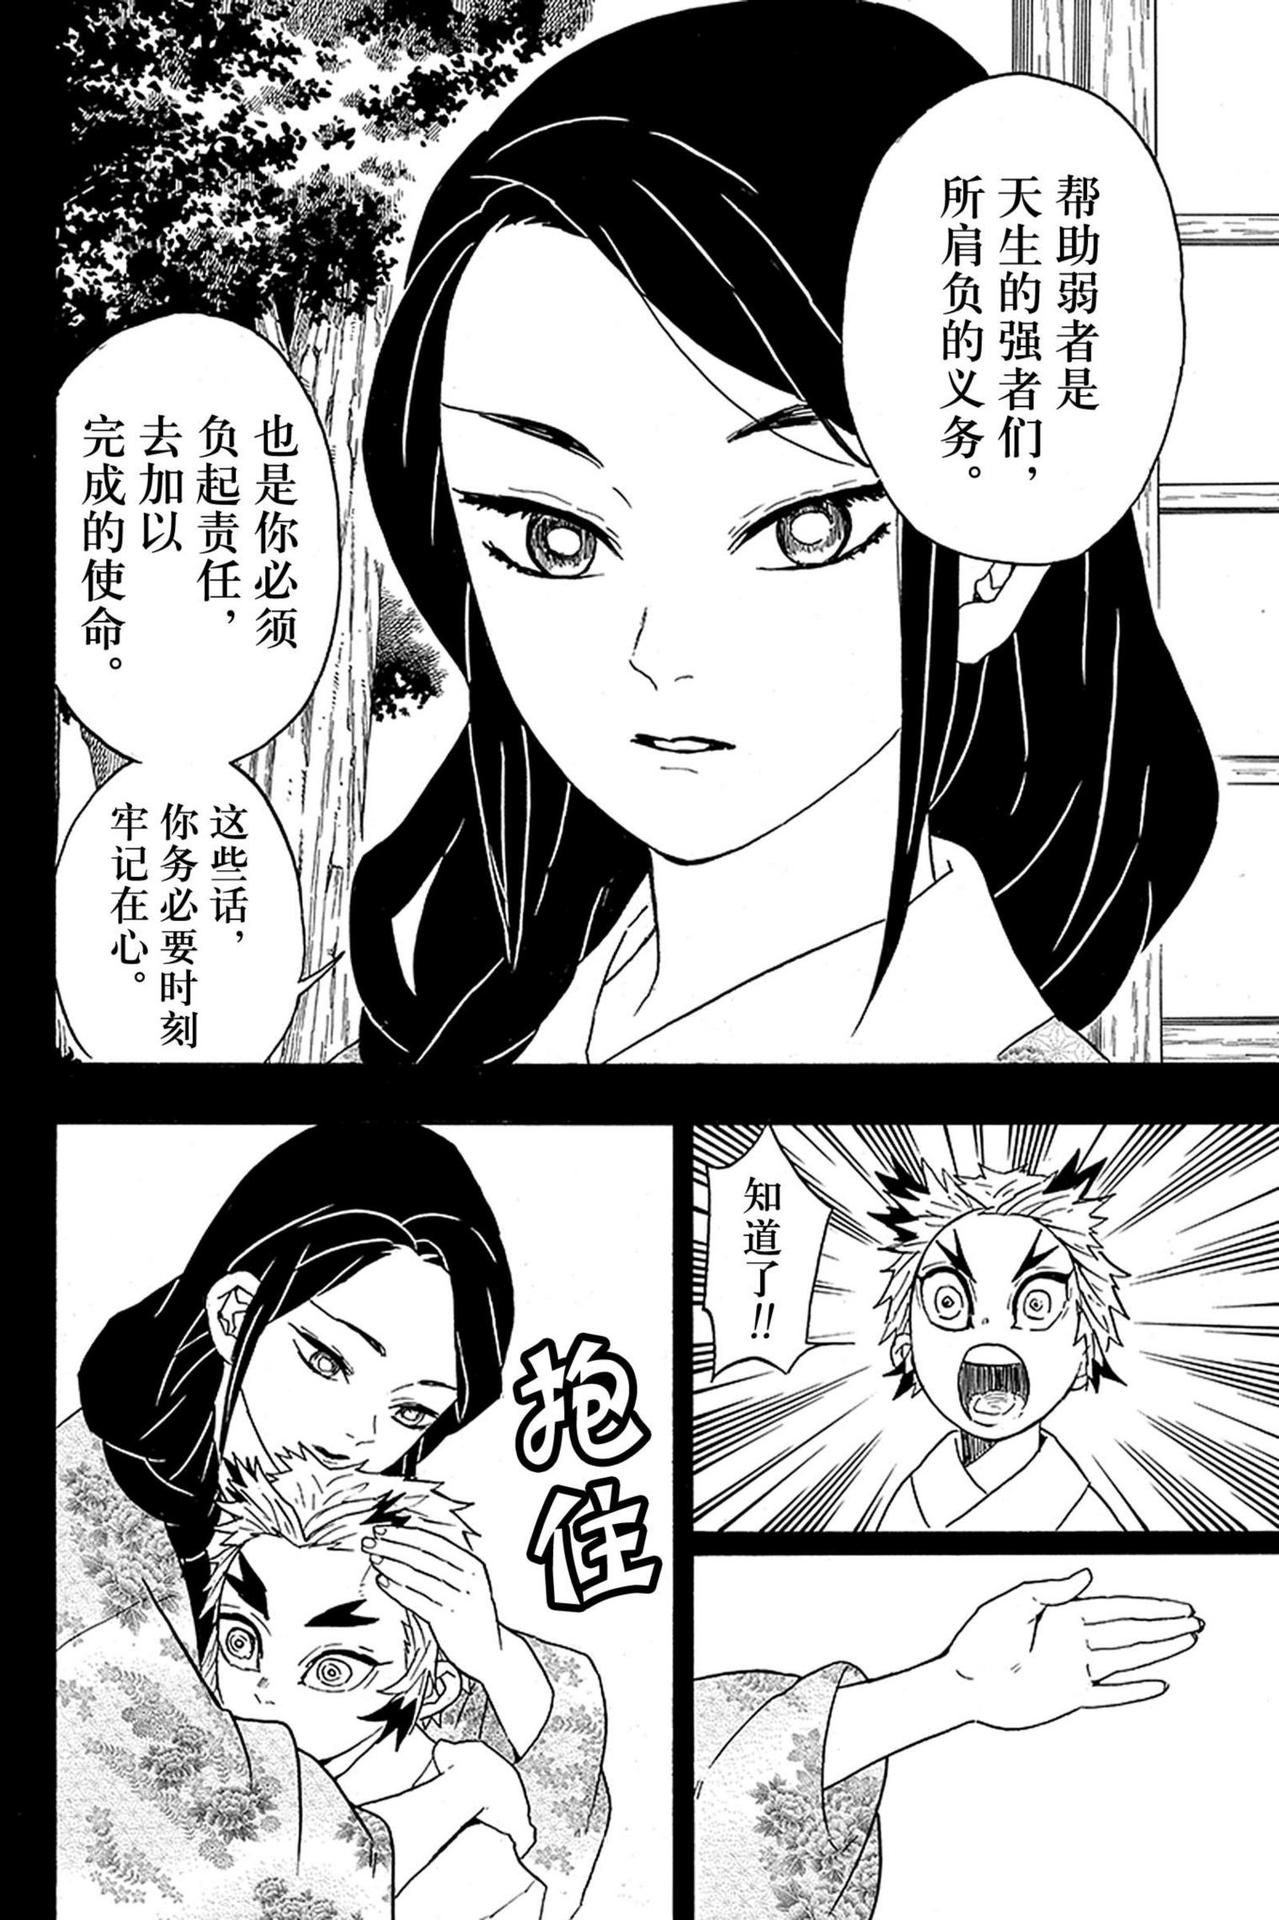 帮助弱者是
天生的强者们，
所肩负的义务。
也是你必须
负起责任，
去加以
完成的使命。
这些话，
你务必要时刻
牢记在心。
知道了!!
抱住